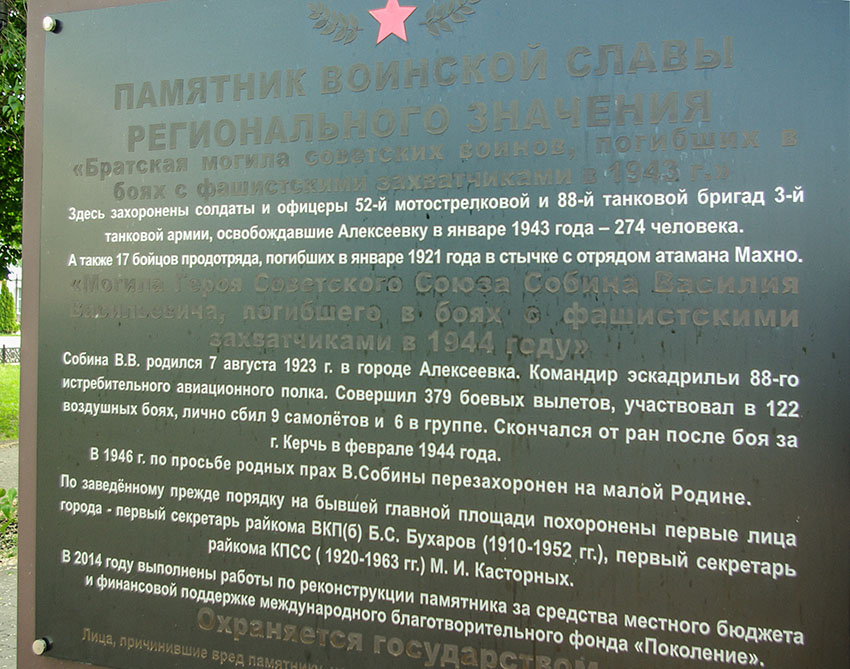 ПАМЯТНИК ВОИНСКОЙ СЛАВЫ
РЕГИОНАЛЬНОГО ЗНАЧЕНИЯ
«Братская могила советских воинов, погибших в
боях с фашистскими захватчиками в 1943 г.»
Здесь захоронены солдаты и офицеры 52-й мотострелковой и 88-й танковой бригад 3-й
танковой армии, освобождавшие Алексеевку в январе 1943 года – 274 человека.
А также 17 бойцов продотряда, погибших в январе 1921 года в стычке с отрядом атамана Махно.
«Могила Героя Советского Союза Собина Василия
Васильевича, погибшего в боях с фашистскими
захватчиками в 1944 году»
Собина В.В. родился 7 августа 1923 г. в городе Алексеевка. Командир эскадрильи 88-го
истребительного авиационного полка. Совершил 379 боевых вылетов, участвовал в 122
воздушных боях, лично сбил 9 самолётов и 6 в группе. Скончался от ран после боя за
г. Керчь в феврале 1944 года.
В 1946 г. по просьбе родных прах В.Собины перезахоронен на малой Родине.
По заведённому прежде порядку на бывшей главной площади похоронены первые лица
города - первый секретарь райкома ВКП(б) Б.С. Бухаров (1910-1952 гг.), первый секретарь
райкома КПСС ( 1920-1963 гг.) М. И. Касторных.
В 2014 году выполнены работы по реконструкции памятника за средства местного бюджета
и финансовой поддержке международного благотворительного фонда «Поколение».
Охраняется государством
Лица, причинившие вред памятнику